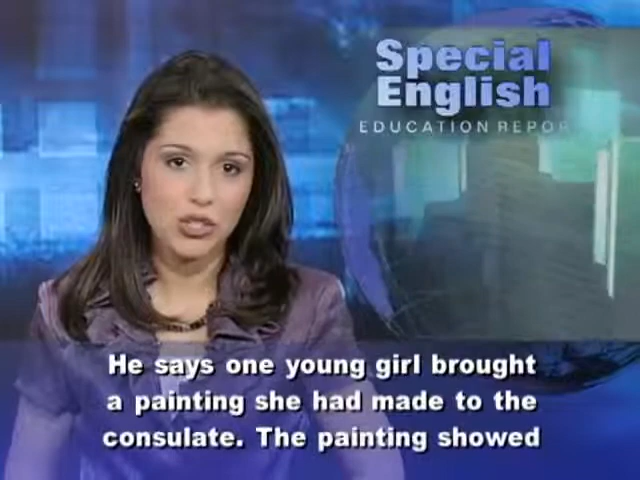 Special
English
EDUCATION REPOR
He says one young girl brought
a painting she had made to the
consulate. The painting showed